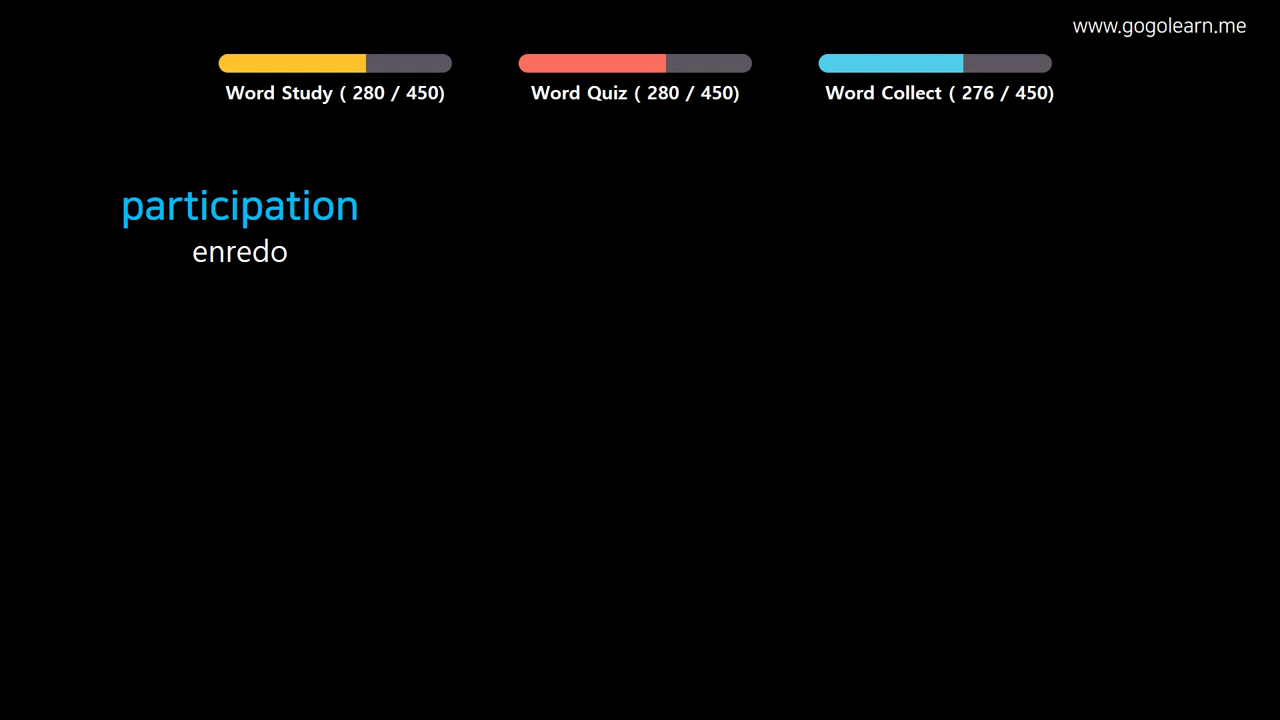 www.gogolearn.me
Word Study ( 280 / 450)
Word Quiz ( 280 / 450)
Word Collect ( 276 / 450)
participation
enredo